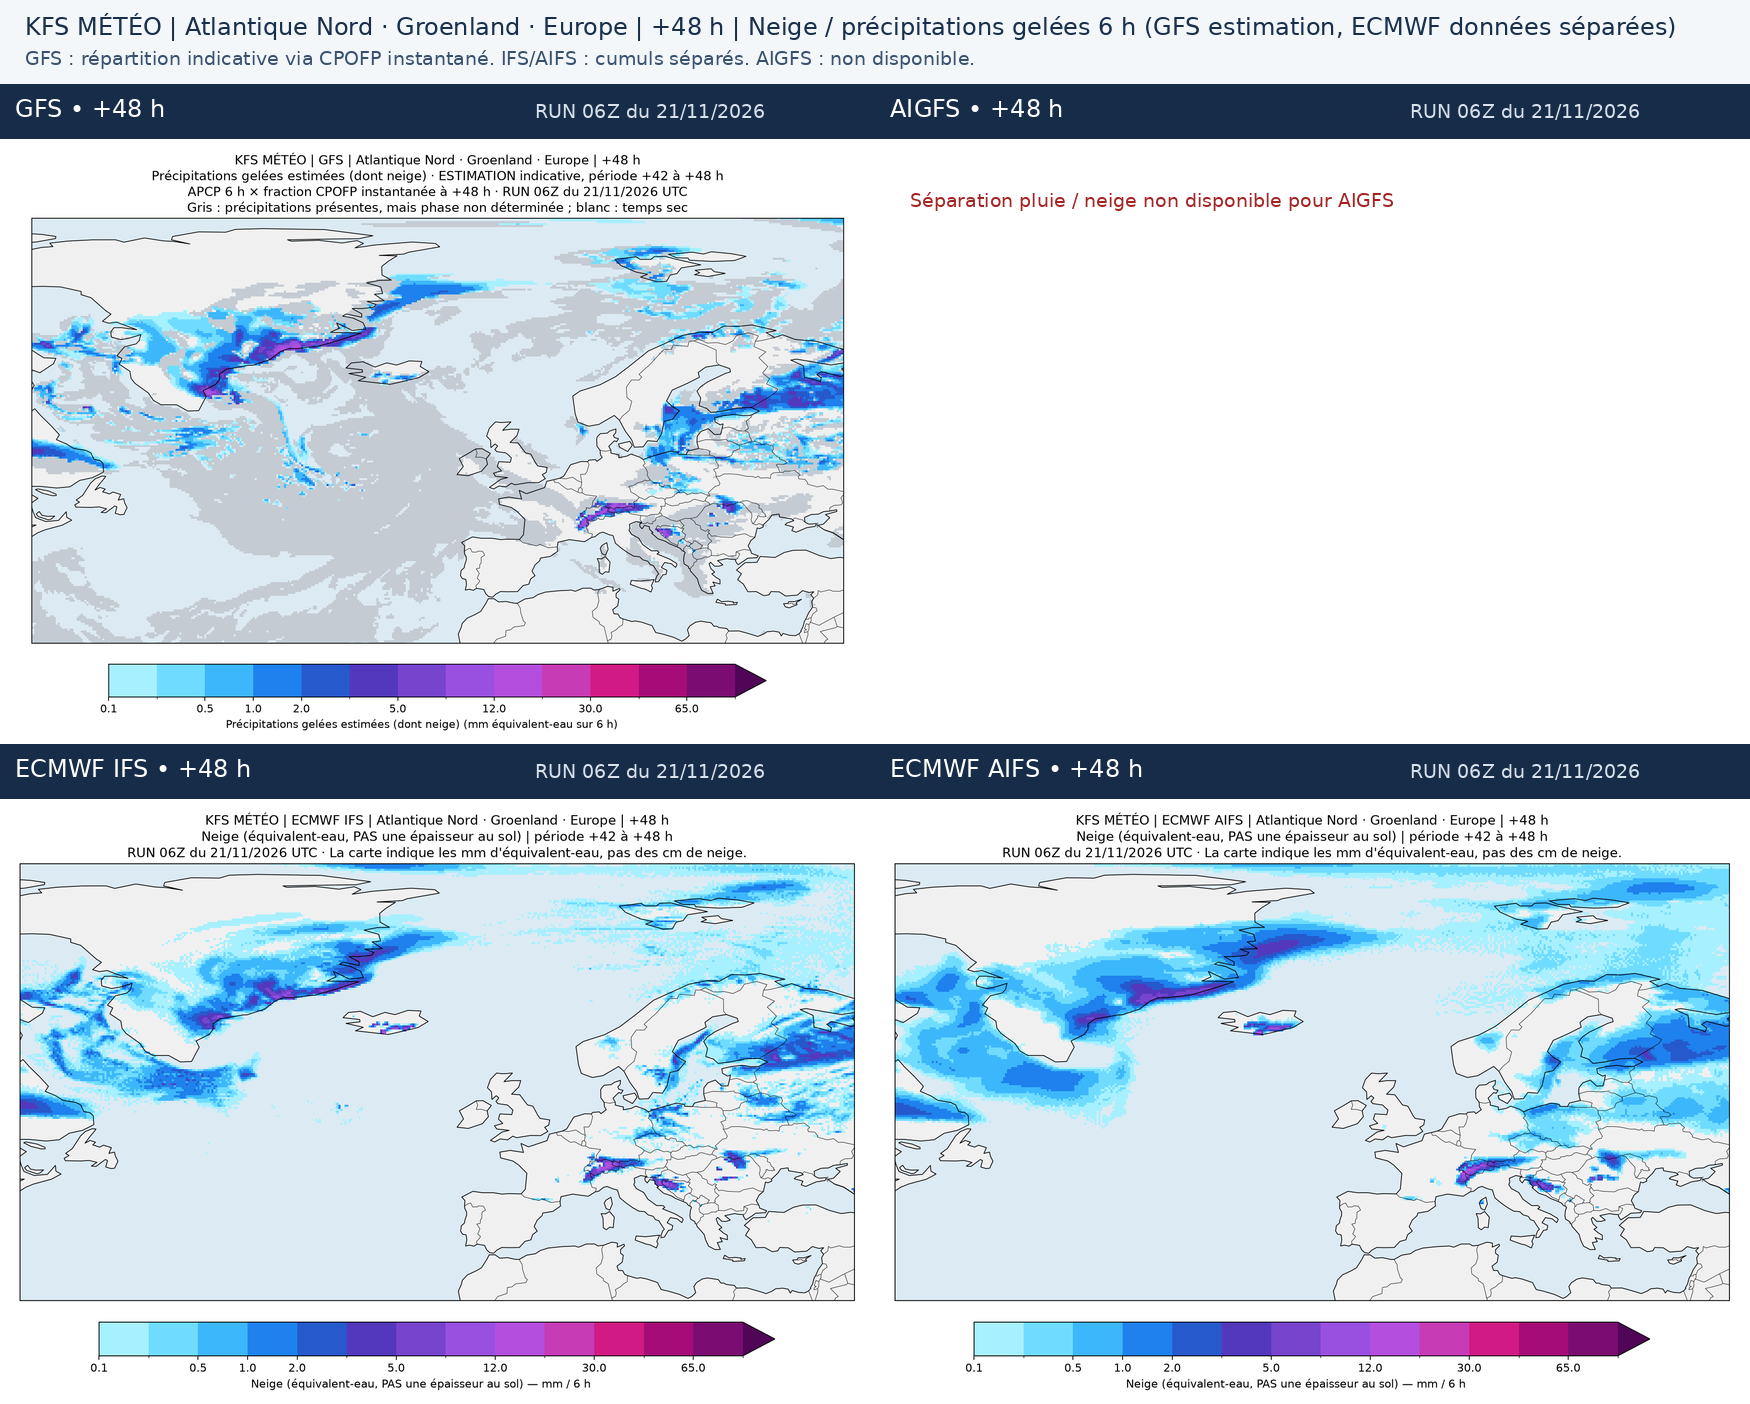 KFS MÉTÉO | Atlantique Nord · Groenland · Europe | +48 h | Neige / précipitations gelées 6 h (GFS estimation, ECMWF données séparées)
GFS : répartition indicative via CPOFP instantané. IFS/AIFS : cumuls séparés. AIGFS : non disponible.
GFS • +48 h
RUN 06Z du 21/11/2026
KFS MÉTÉO | GFS | Atlantique Nord · Groenland · Europe | +48 h
Précipitations gelées estimées (dont neige) · ESTIMATION indicative, période +42 à +48 h
APCP 6 h × fraction CPOFP instantanée à +48 h · RUN 06Z du 21/11/2026 UTC
Gris : précipitations présentes, mais phase non déterminée ; blanc : temps sec
0.1 0.5 1.0 2.0 5.0 12.0 30.0 65.0
Précipitations gelées estimées (dont neige) (mm équivalent-eau sur 6 h)
AIGFS • +48 h
RUN 06Z du 21/11/2026
Séparation pluie / neige non disponible pour AIGFS
ECMWF IFS • +48 h
RUN 06Z du 21/11/2026
KFS MÉTÉO | ECMWF IFS | Atlantique Nord · Groenland · Europe | +48 h
Neige (équivalent-eau, PAS une épaisseur au sol) | période +42 à +48 h
RUN 06Z du 21/11/2026 UTC · La carte indique les mm d'équivalent-eau, pas des cm de neige.
0.1 0.5 1.0 2.0 5.0 12.0 30.0 65.0
Neige (équivalent-eau, PAS une épaisseur au sol) — mm / 6 h
ECMWF AIFS • +48 h
RUN 06Z du 21/11/2026
KFS MÉTÉO | ECMWF AIFS | Atlantique Nord · Groenland · Europe | +48 h
Neige (équivalent-eau, PAS une épaisseur au sol) | période +42 à +48 h
RUN 06Z du 21/11/2026 UTC · La carte indique les mm d'équivalent-eau, pas des cm de neige.
0.1 0.5 1.0 2.0 5.0 12.0 30.0 65.0
Neige (équivalent-eau, PAS une épaisseur au sol) — mm / 6 h